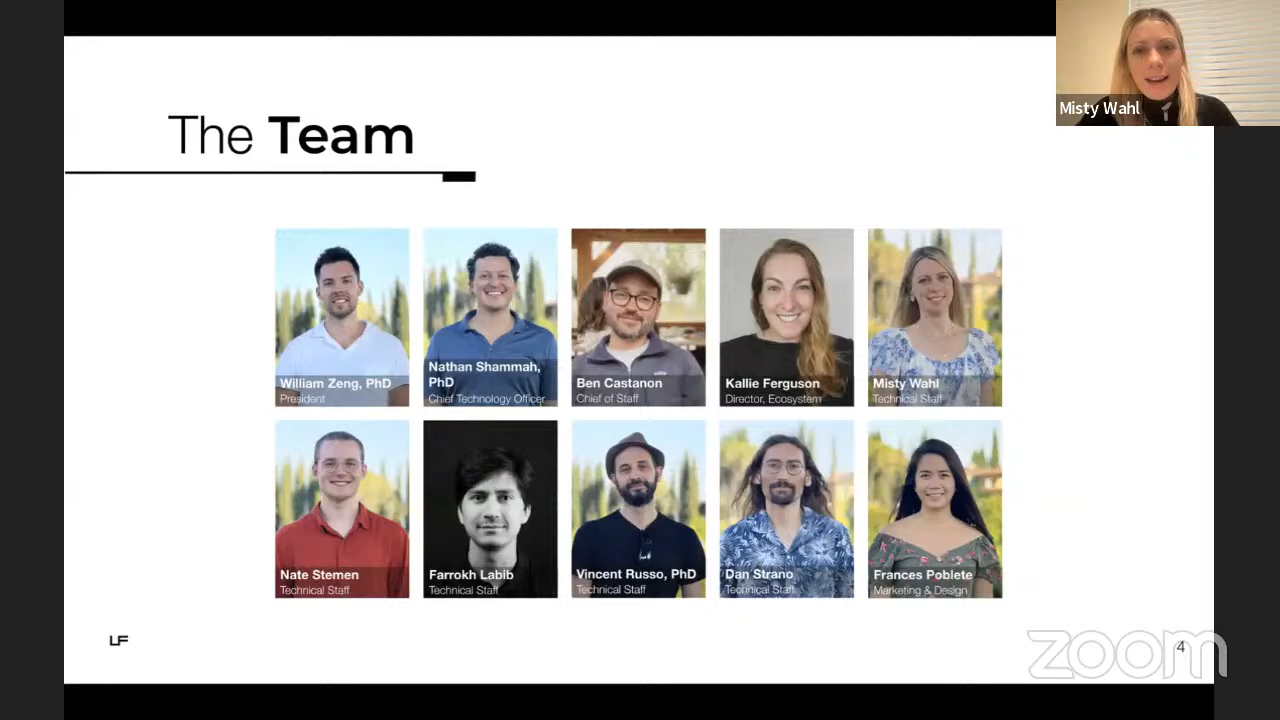 Misty Wahl
The Team
William Zeng, PhD
President
Nathan Shammah,
PhD
Chief Technology Officer
Ben Castanon
Chief of Staff
Kallie Ferguson
Director, Ecosystem
Misty Wahl
Technical Staff
Nate Stemen
Technical Staff
Farrokh Labib
Technical Staff
Vincent Russo, PhD
Technical Staff
Dan Strano
Technical Staff
Frances Poblete
Marketing & Design
UF
zoom
4